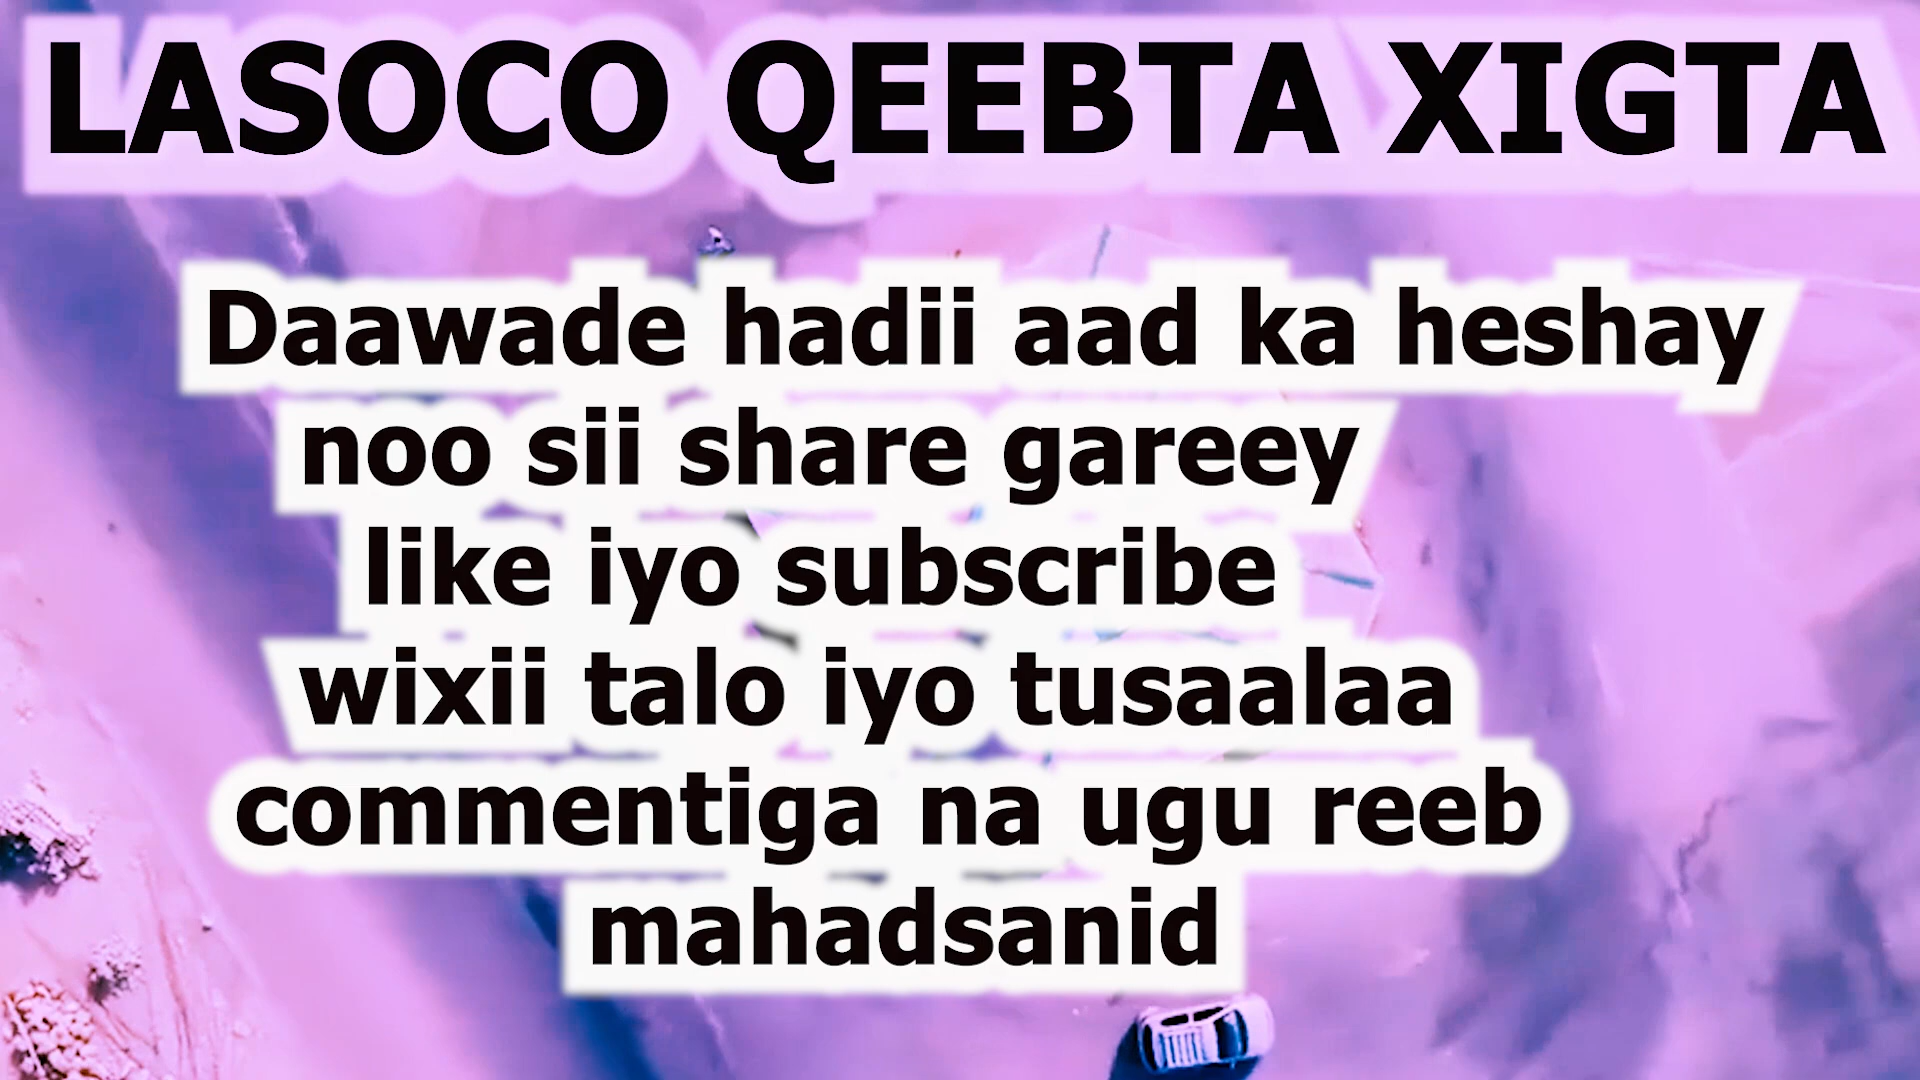 LASOCO QEEBTA XIGTA
Daawade hadii aad ka heshay
noo sii share gareey
like iyo subscribe
wixii talo iyo tusaalaa
commentiga na ugu reeb
mahadsanid